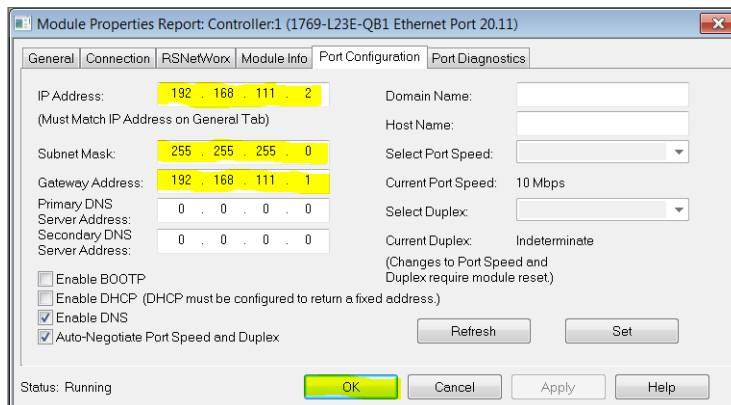 Module Properties Report: Controller:1 (1769-L23E-QB1 Ethernet Port 20.11)
General Connection RSNetWorx Module Info Port Configuration Port Diagnostics
IP Address: 192 . 168 . 111 . 2
(Must Match IP Address on General Tab)
Subnet Mask: 255 . 255 . 255 . 0
Gateway Address: 192 . 168 . 111 . 1
Primary DNS
Server Address: 0 . 0 . 0 . 0
Secondary DNS
Server Address: 0 . 0 . 0 . 0
Enable BOOTP
Enable DHCP (DHCP must be configured to return a fixed address.)
Enable DNS
Auto-Negotiate Port Speed and Duplex
Domain Name:
Host Name:
Select Port Speed:
Current Port Speed: 10 Mbps
Select Duplex:
Current Duplex: Indeterminate
(Changes to Port Speed and
Duplex require module reset.)
Refresh Set
Status: Running OK Cancel Apply Help